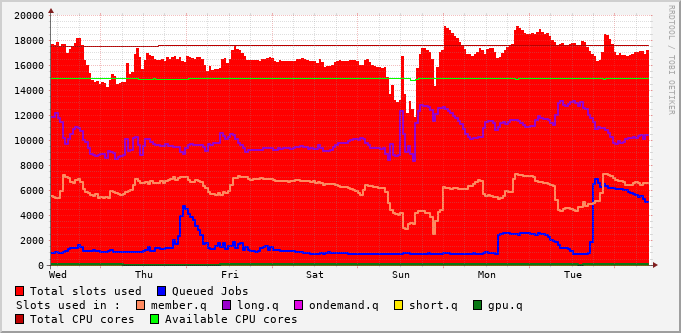 20000
18000
16000
14000
12000
10000
8000
6000
4000
2000
0
Wed Thu Fri Sat Sun Mon Tue
RRDTOOL / TOBI OETIKER
Total slots used Queued Jobs
Slots used in : member.q long.q ondemand.q short.q gpu.q
Total CPU cores Available CPU cores